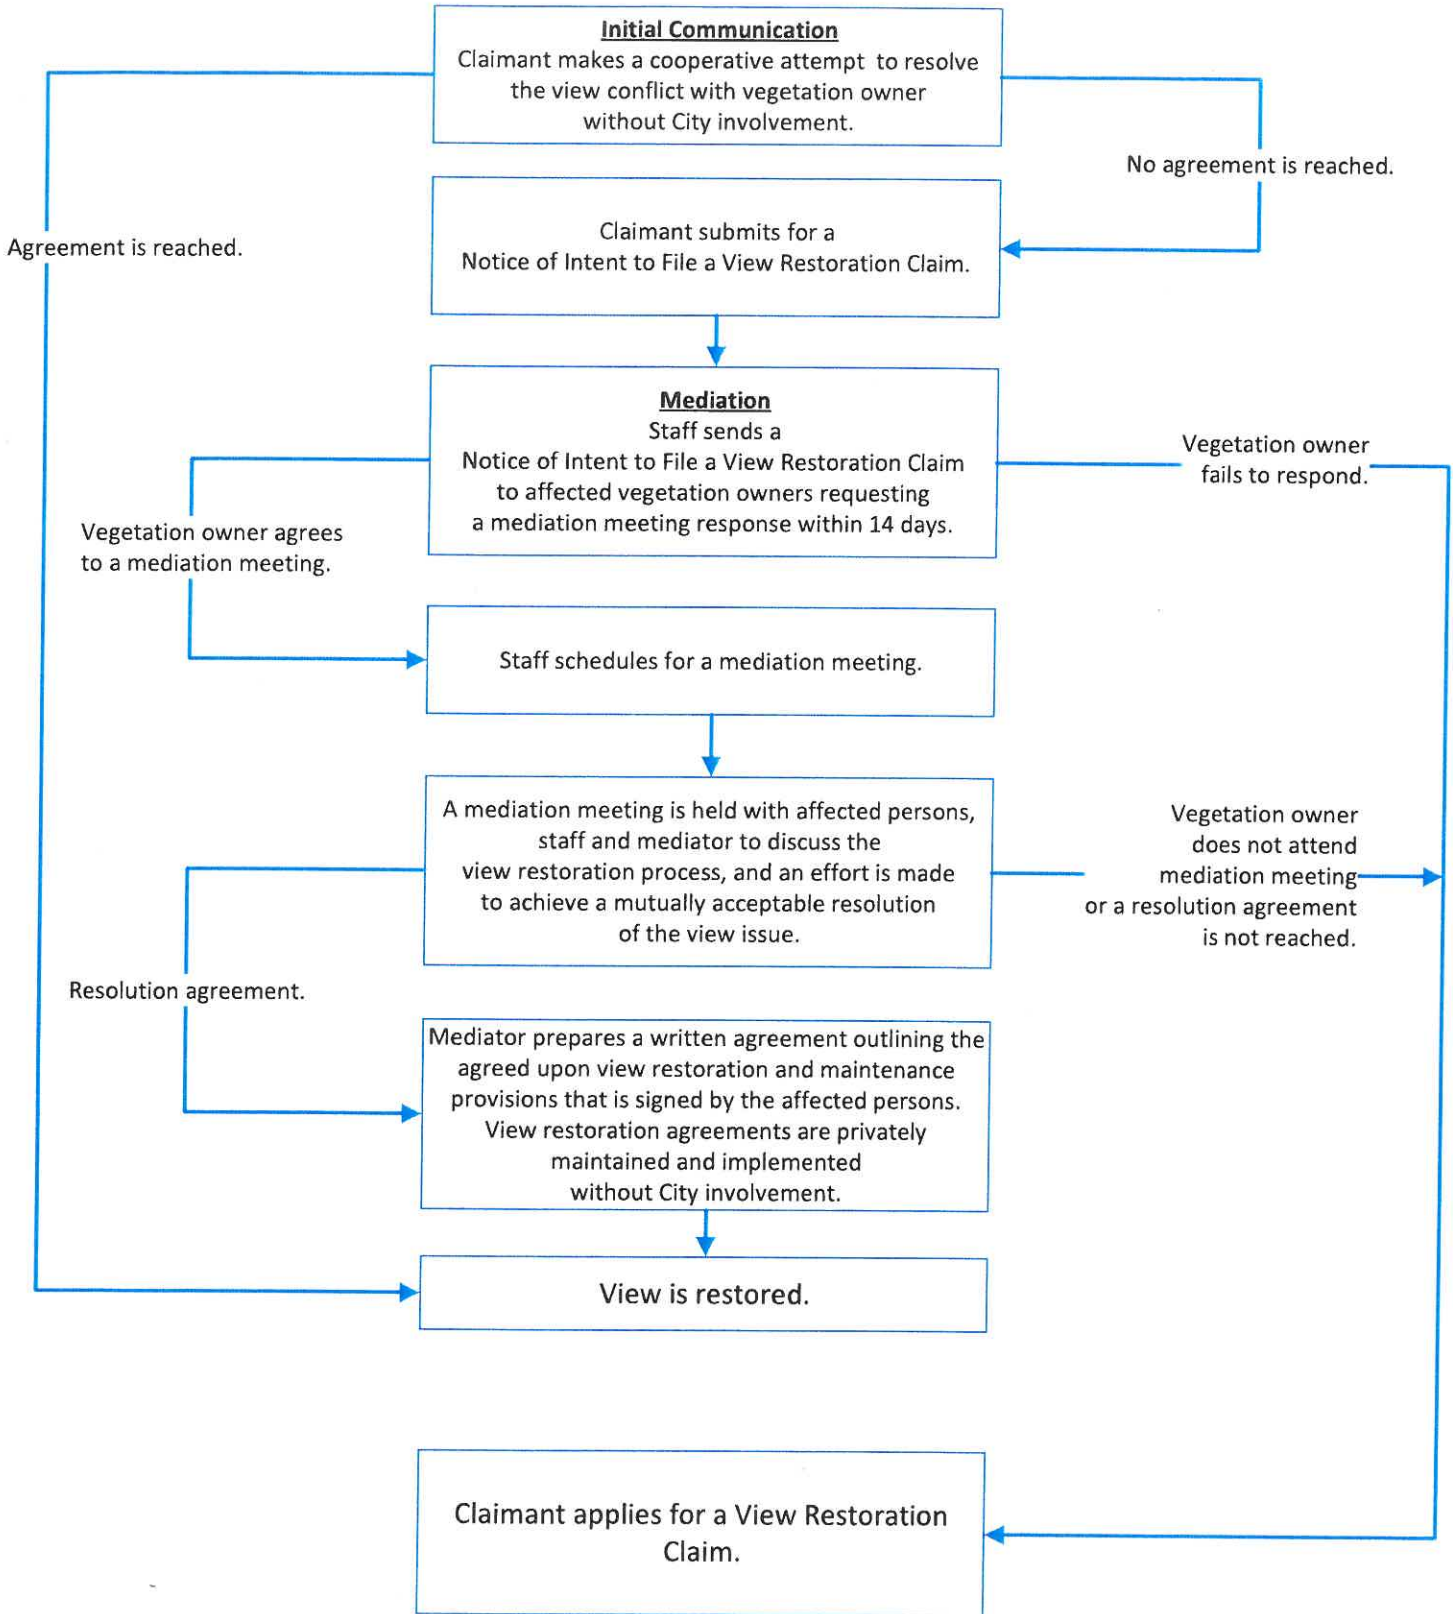 Initial Communication
Claimant makes a cooperative attempt to resolve
the view conflict with vegetation owner
without City involvement.
No agreement is reached.
Agreement is reached.
Claimant submits for a
Notice of Intent to File a View Restoration Claim.
Mediation
Staff sends a
Notice of Intent to File a View Restoration Claim
to affected vegetation owners requesting
a mediation meeting response within 14 days.
Vegetation owner
fails to respond.
Vegetation owner agrees
to a mediation meeting.
Staff schedules for a mediation meeting.
A mediation meeting is held with affected persons,
staff and mediator to discuss the
view restoration process, and an effort is made
to achieve a mutually acceptable resolution
of the view issue.
Vegetation owner
does not attend
mediation meeting
or a resolution agreement
is not reached.
Resolution agreement.
Mediator prepares a written agreement outlining the
agreed upon view restoration and maintenance
provisions that is signed by the affected persons.
View restoration agreements are privately
maintained and implemented
without City involvement.
View is restored.
Claimant applies for a View Restoration
Claim.